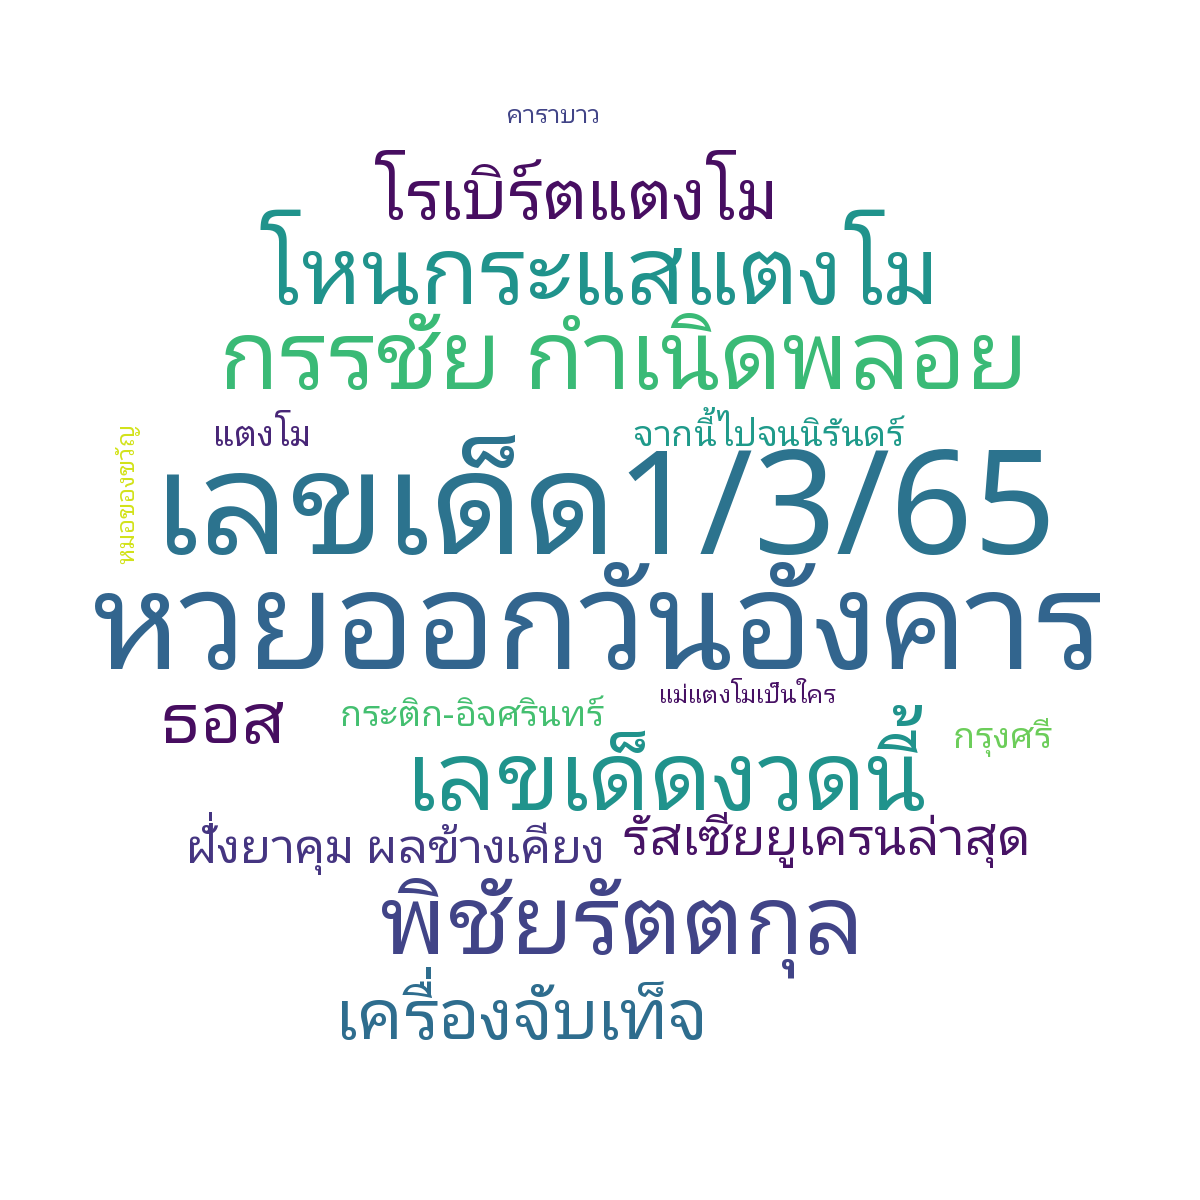 คาราบาว
โรเบิร์ตแตงโม
โหนกระแสแตงโม
กรรชัย กำเนิดพลอย
แตงโม
จากนี้ไปจนนิรันดร์
หมอของขวัญ
เลขเด็ด1/3/65
หวยออกวันอังคาร
แม่แตงโมเป็นใคร
ธอส
กระติก-อิจศรินทร์
กรุงศรี
เลขเด็ดงวดนี้
ฝั่งยาคุม ผลข้างเคียง
รัสเซียยูเครนล่าสุด
พิชัยรัตตกุล
เครื่องจับเท็จ